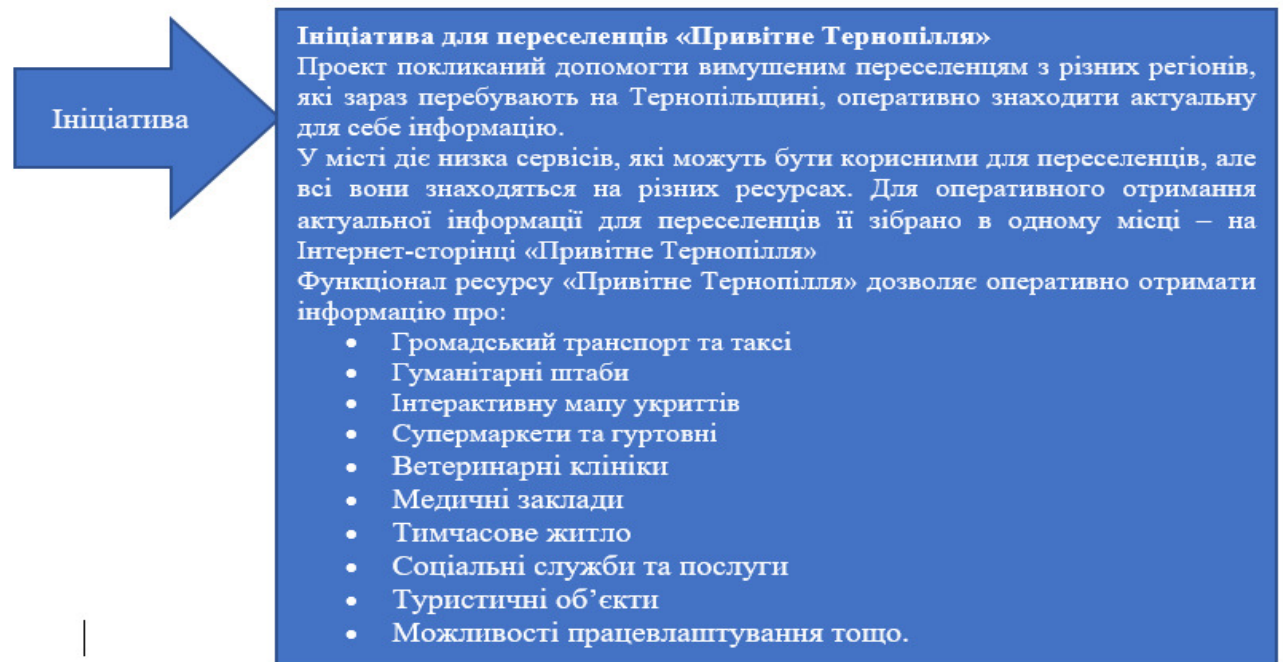 Ініціатива
Ініціатива для переселенців «Привітне Тернопілля»
Проект покликаний допомогти вимушеним переселенцям з різних регіонів,
які зараз перебувають на Тернопільщині, оперативно знаходити актуальну
для себе інформацію.
У місті діє низка сервісів, які можуть бути корисними для переселенців, але
всі вони знаходяться на різних ресурсах. Для оперативного отримання
актуальної інформації для переселенців її зібрано в одному місці – на
Інтернет-сторінці «Привітне Тернопілля»
Функціонал ресурсу «Привітне Тернопілля» дозволяє оперативно отримати
інформацію про:
• Громадський транспорт та таксі
• Гуманітарні штаби
• Інтерактивну мапу укриттів
• Супермаркети та гуртовні
• Ветеринарні клініки
• Медичні заклади
• Тимчасове житло
• Соціальні служби та послуги
• Туристичні об’єкти
• Можливості працевлаштування тощо.